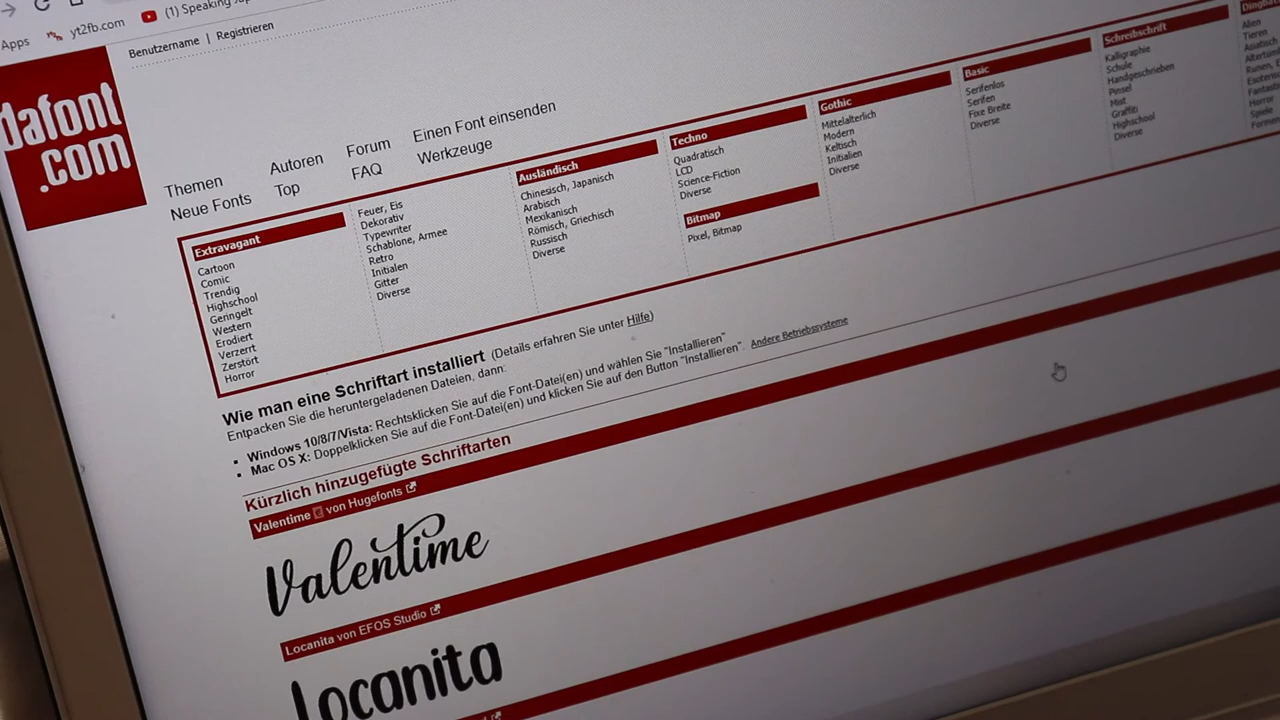 Apps
yt2fb.com
(1) Speaking
Benutzername | Registrieren
dafont
.com
Themen
Autoren
Forum
Einen Font einsenden
Neue Fonts
Top
FAQ
Werkzeuge
Extravagant
Cartoon
Comic
Trendig
Highschool
Geringelt
Western
Erodiert
Verzerrt
Zerstört
Horror
Feuer, Eis
Dekorativ
Typewriter
Schablone, Armee
Retro
Initialen
Gitter
Diverse
Ausländisch
Chinesisch, Japanisch
Arabisch
Mexikanisch
Römisch, Griechisch
Russisch
Diverse
Techno
Quadratisch
LCD
Science-Fiction
Diverse
Bitmap
Pixel, Bitmap
Gothic
Mittelalterlich
Modern
Keltisch
Initialien
Diverse
Basic
Serifenlos
Serifen
Fixe Breite
Diverse
Schreibschrift
Kalligraphie
Schule
Handgeschrieben
Pinsel
Mist
Graffiti
Highschool
Diverse
Alien
Tieren
Runen,
Horror
Spiele
Wie man eine Schriftart installiert (Details erfahren Sie unter Hilfe)
Entpacken Sie die heruntergeladenen Dateien, dann:
Windows 10/8/7/Vista: Rechtsklicken Sie auf die Font-Datei(en) und wählen Sie "Installieren"
Mac OS X: Doppelklicken Sie auf die Font-Datei(en) und klicken Sie auf den Button "Installieren". Andere Betriebssysteme
Kürzlich hinzugefügte Schriftarten
Valentime € von Hugefonts
Valentime
Locanita von EFOS Studio
Locanita